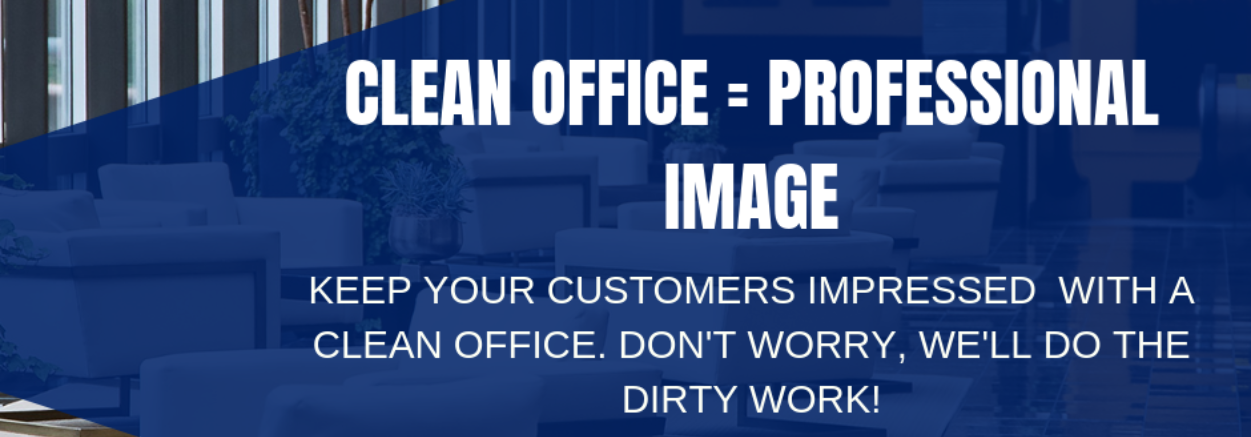 CLEAN OFFICE = PROFESSIONAL
IMAGE
KEEP YOUR CUSTOMERS IMPRESSED  WITH A
CLEAN OFFICE. DON'T WORRY, WE'LL DO THE
DIRTY WORK!